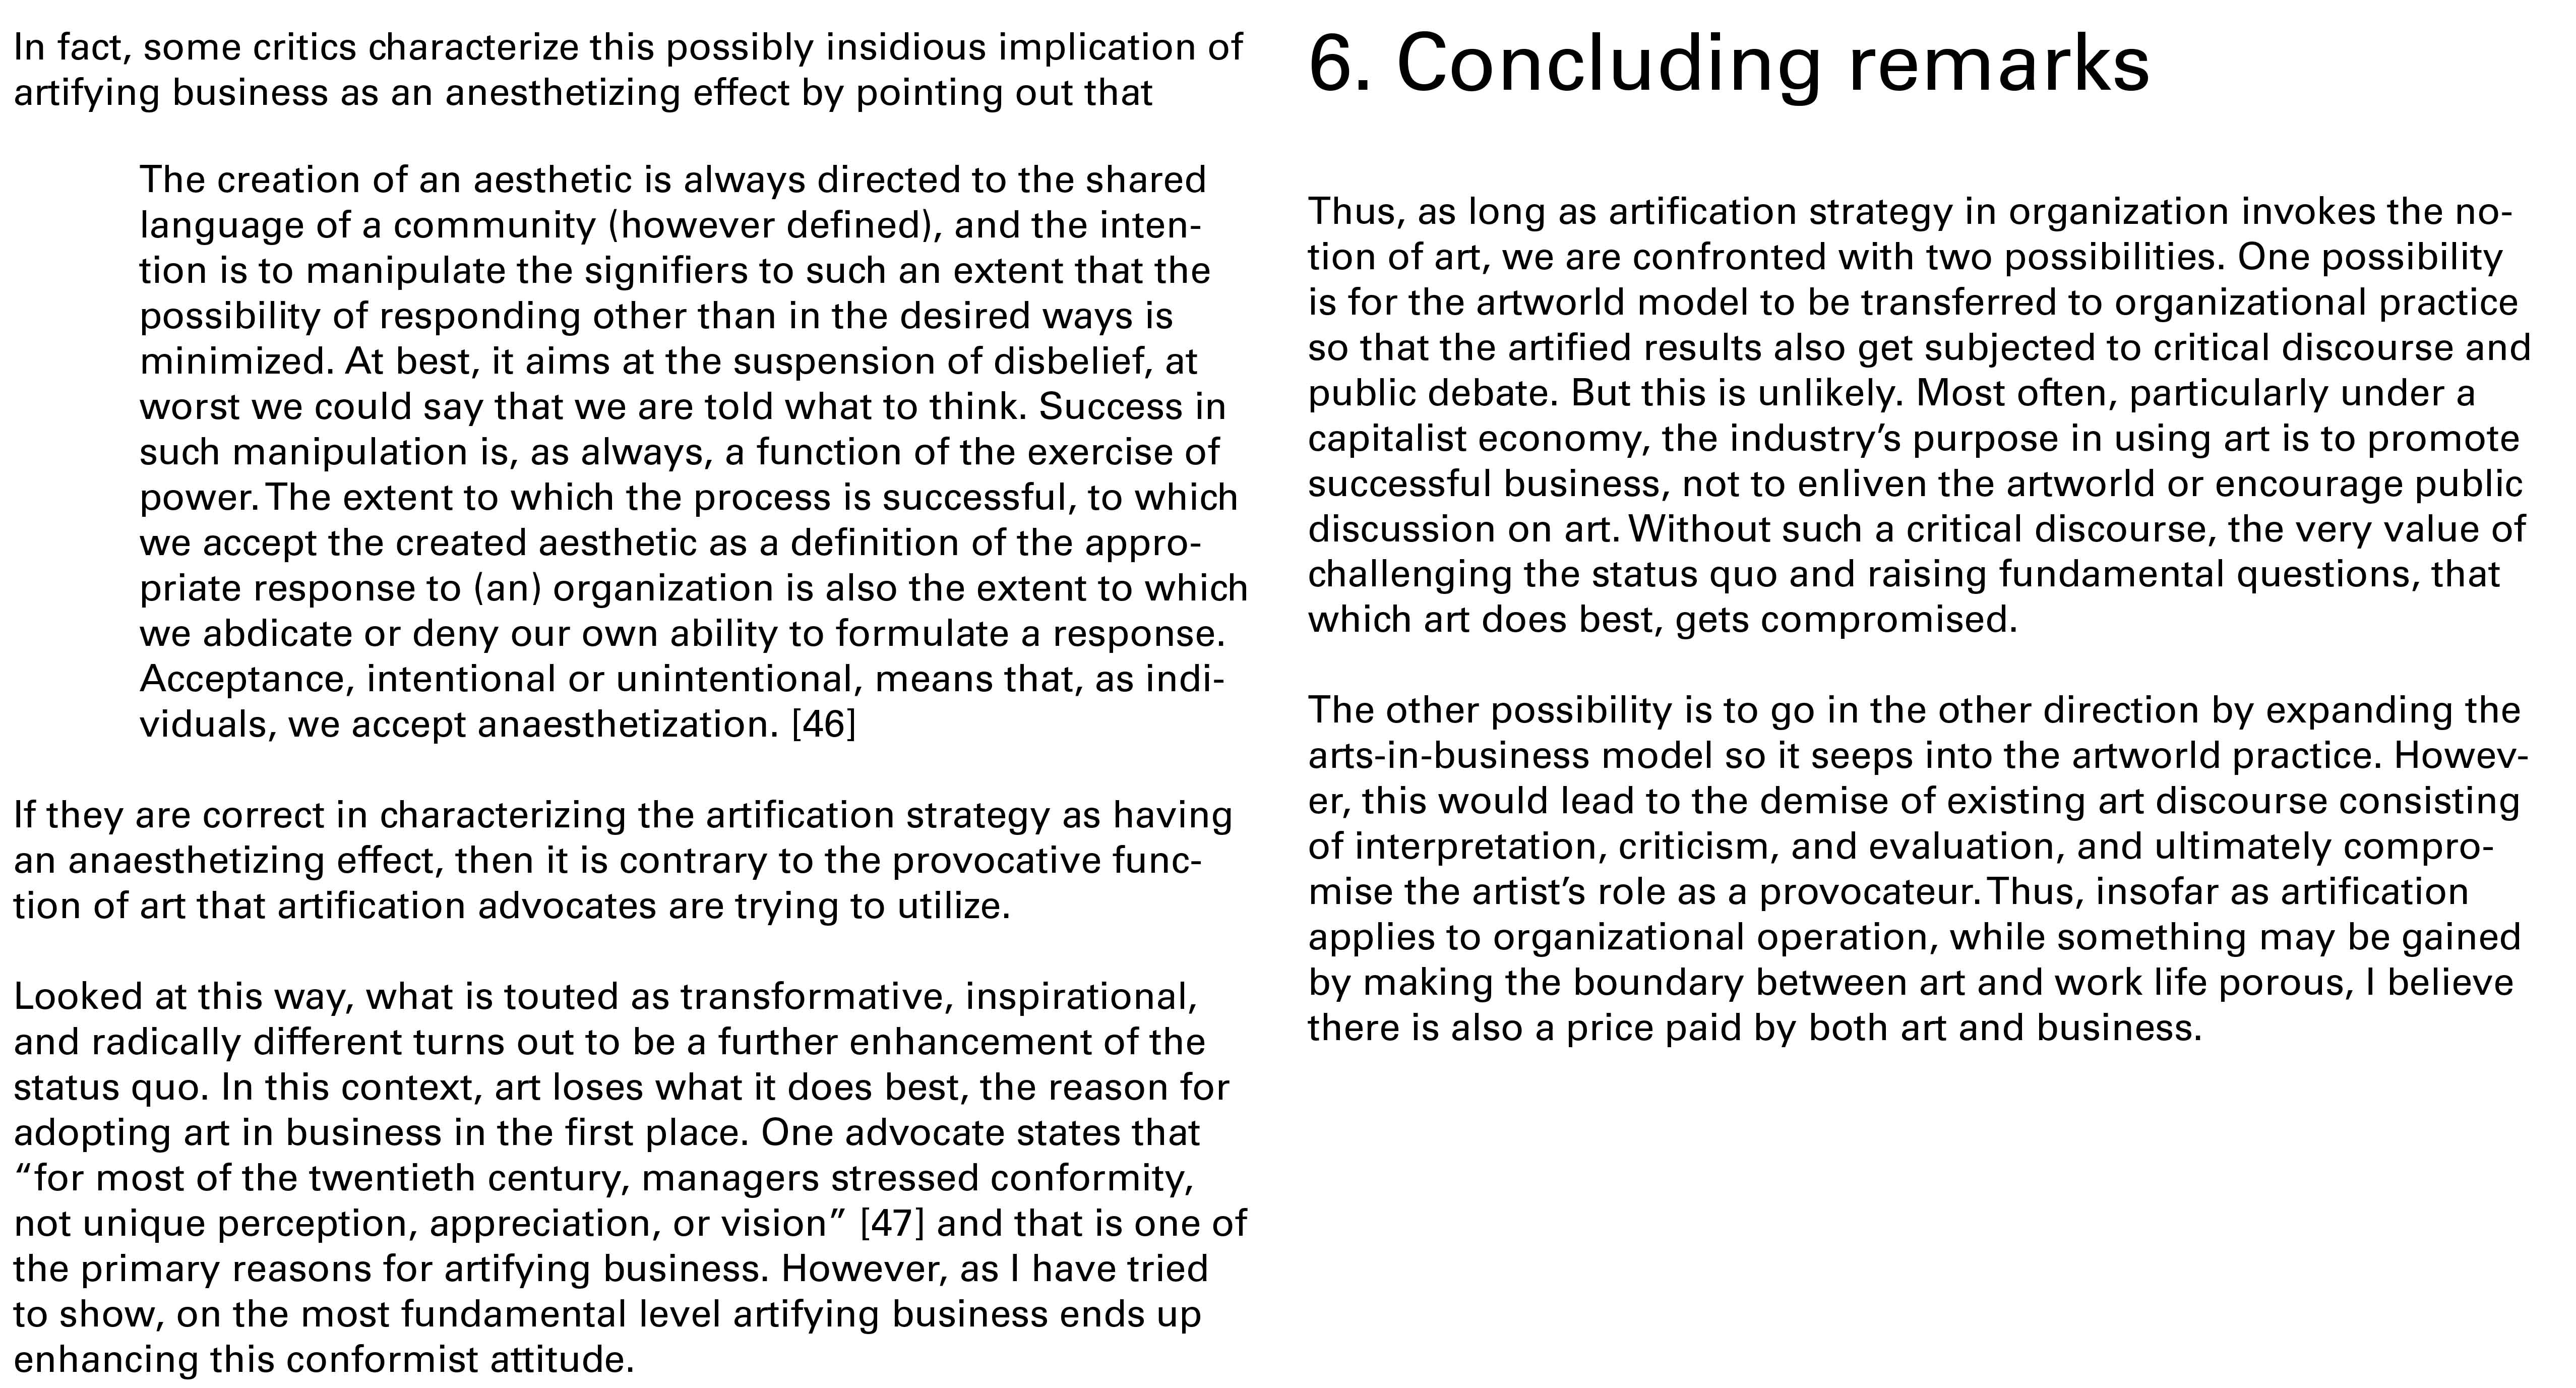 In fact, some critics characterize this possibly insidious implication of
artifying business as an anesthetizing effect by pointing out that
The creation of an aesthetic is always directed to the shared
language of a community (however defined), and the inten-
tion is to manipulate the signifiers to such an extent that the
possibility of responding other than in the desired ways is
minimized. At best, it aims at the suspension of disbelief, at
worst we could say that we are told what to think. Success in
such manipulation is, as always, a function of the exercise of
power. The extent to which the process is successful, to which
we accept the created aesthetic as a definition of the appro-
priate response to (an) organization is also the extent to which
we abdicate or deny our own ability to formulate a response.
Acceptance, intentional or unintentional, means that, as indi-
viduals, we accept anaesthetization. [46]
If they are correct in characterizing the artification strategy as having
an anaesthetizing effect, then it is contrary to the provocative func-
tion of art that artification advocates are trying to utilize.
Looked at this way, what is touted as transformative, inspirational,
and radically different turns out to be a further enhancement of the
status quo. In this context, art loses what it does best, the reason for
adopting art in business in the first place. One advocate states that
“for most of the twentieth century, managers stressed conformity,
not unique perception, appreciation, or vision” [47] and that is one of
the primary reasons for artifying business. However, as I have tried
to show, on the most fundamental level artifying business ends up
enhancing this conformist attitude.
6. Concluding remarks
Thus, as long as artification strategy in organization invokes the no-
tion of art, we are confronted with two possibilities. One possibility
is for the artworld model to be transferred to organizational practice
so that the artified results also get subjected to critical discourse and
public debate. But this is unlikely. Most often, particularly under a
capitalist economy, the industry’s purpose in using art is to promote
successful business, not to enliven the artworld or encourage public
discussion on art. Without such a critical discourse, the very value of
challenging the status quo and raising fundamental questions, that
which art does best, gets compromised.
The other possibility is to go in the other direction by expanding the
arts-in-business model so it seeps into the artworld practice. Howev-
er, this would lead to the demise of existing art discourse consisting
of interpretation, criticism, and evaluation, and ultimately compro-
mise the artist’s role as a provocateur. Thus, insofar as artification
applies to organizational operation, while something may be gained
by making the boundary between art and work life porous, I believe
there is also a price paid by both art and business.